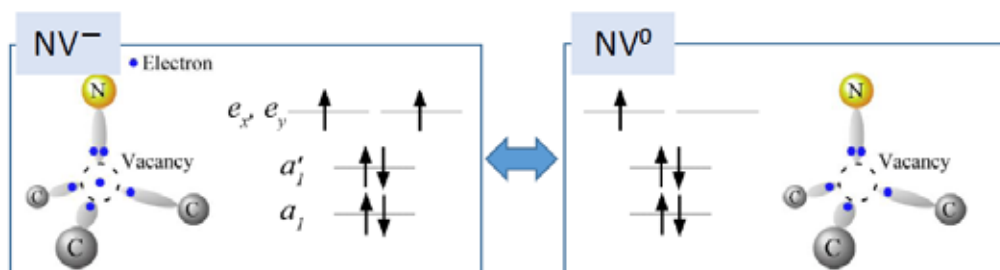 NV⁻
NV⁰
Electron
N
N
eₓ, e_y
Vacancy
Vacancy
a′₁
C
C
C
C
a₁
C
C